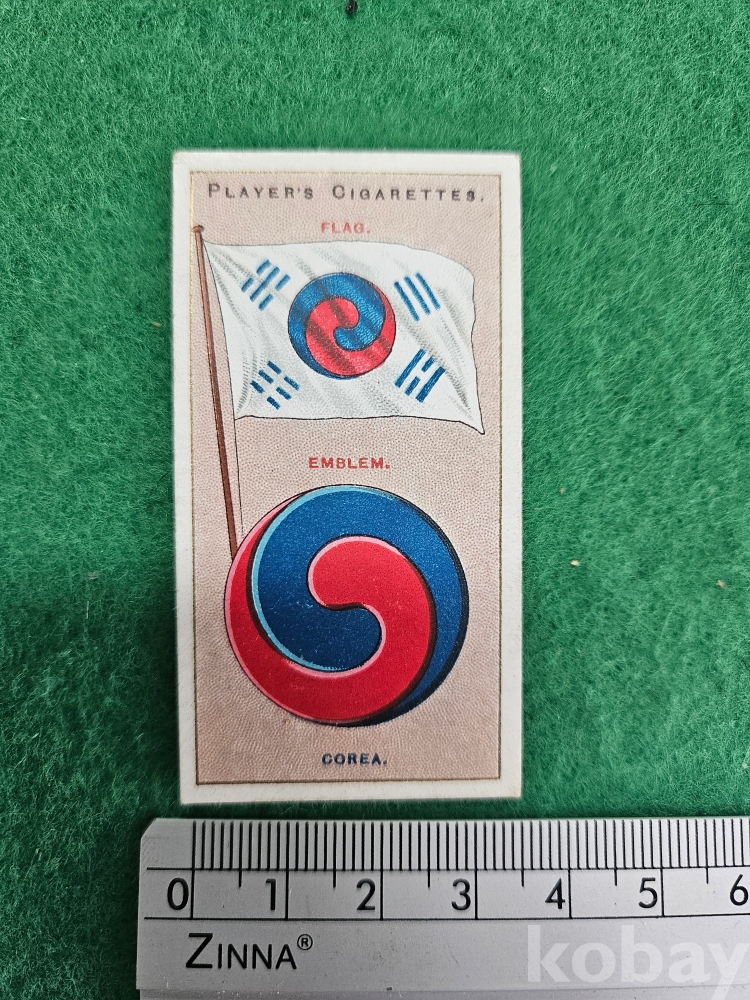 PLAYER'S CIGARETTES.
FLAG.
EMBLEM.
COREA.
0 1 2 3 4 5 6
ZINNA®
kobay